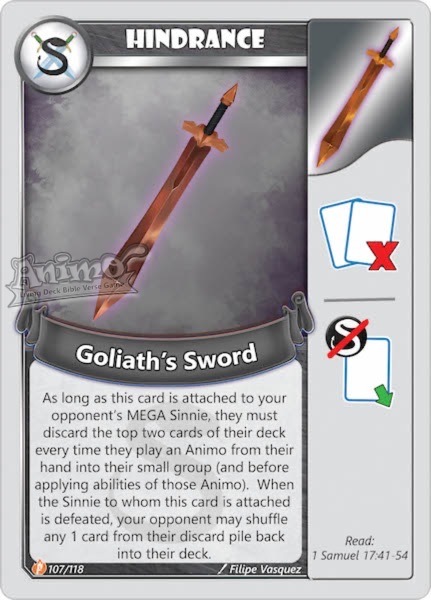 HINDRANCE
S
Animo
Living Deck Bible Verse Game
Goliath's Sword
As long as this card is attached to your
opponent's MEGA Sinnie, they must
discard the top two cards of their deck
every time they play an Animo from their
hand into their small group (and before
applying abilities of those Animo). When
the Sinnie to whom this card is attached
is defeated, your opponent may shuffle
any 1 card from their discard pile back
into their deck.
107/118
Filipe Vasquez
S
Read:
1 Samuel 17:41-54